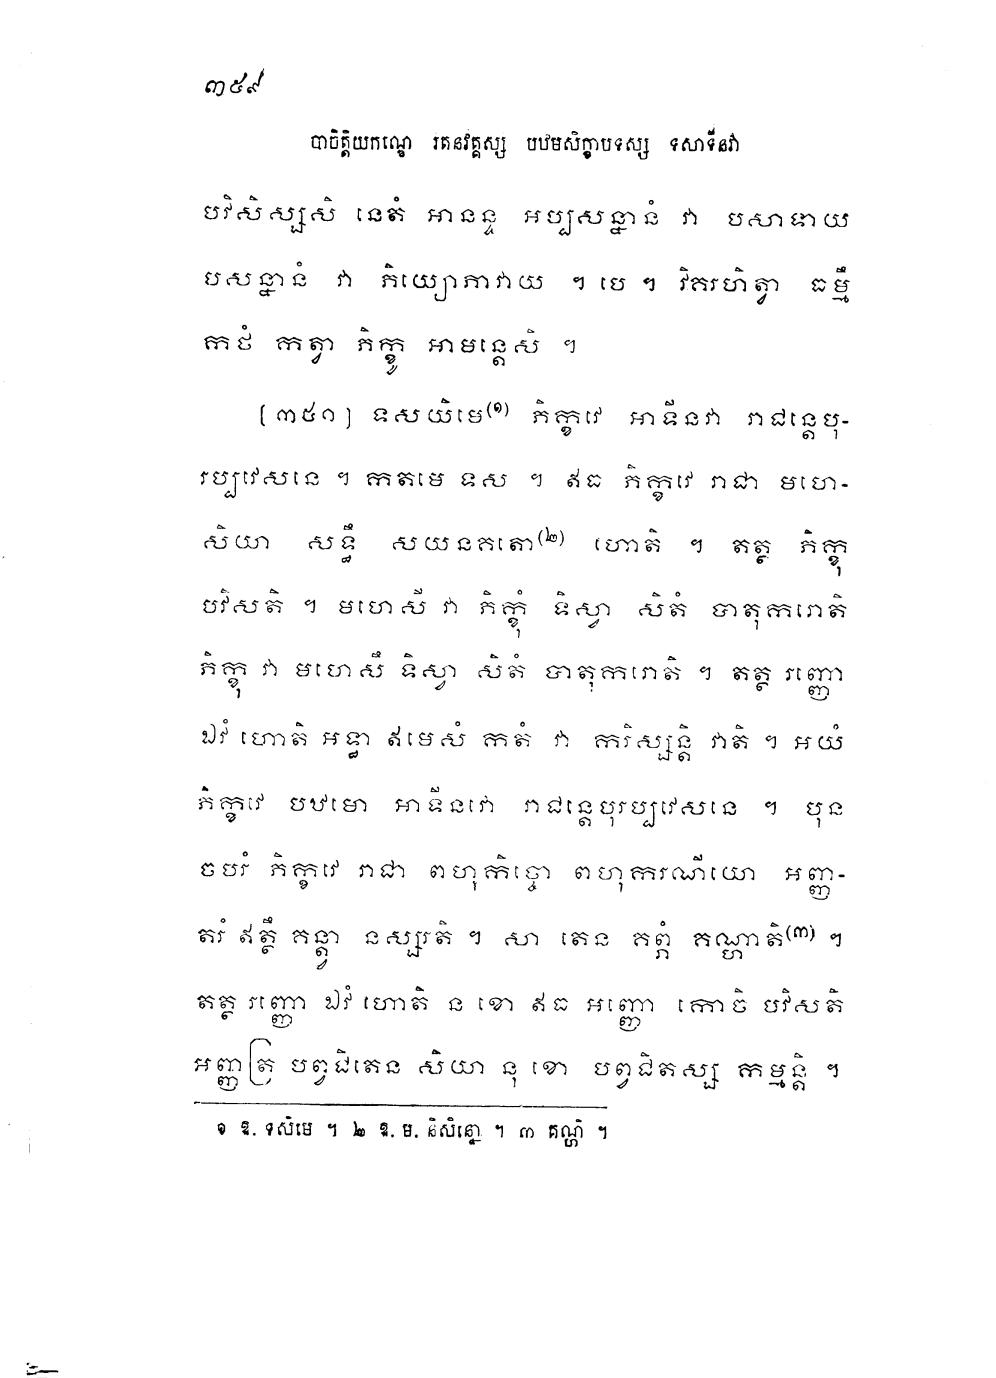 ៣៥៩
បាចិត្តិយកណ្ឌេ រតនវគ្គស្ស បឋមសិក្ខាបទស្ស ទសាទីនវា
បវិសិស្សសិ នេតំ អានន្ទ អប្បសន្នានំ វា បសាទាយ
បសន្នានំ វា ភិយ្យោភាវាយ ។ បេ ។ វិគរហិត្វា ធម្មឹ
កថំ កត្វា ភិក្ខូ អាមន្តេសិ ។
[៣៥០] ទសយិមេ(១) ភិក្ខវេ អាទីនវា រាជន្តេបុ-
រប្បវេសនេ ។ កតមេ ទស ។ ឥធ ភិក្ខវេ រាជា មហេ-
សិយា សទ្ធឹ សយនគតោ(២) ហោតិ ។ តត្ថ ភិក្ខុ
បវិសតិ ។ មហេសី វា ភិក្ខុំ ទិស្វា សិតំ បាតុករោតិ
ភិក្ខុ វា មហេសឹ ទិស្វា សិតំ បាតុករោតិ ។ តត្ថ រញ្ញោ
ឯវំ ហោតិ អទ្ធា ឥមេសំ កតំ វា ករិស្សន្តិ វាតិ ។ អយំ
ភិក្ខវេ បឋមោ អាទីនវោ រាជន្តេបុរប្បវេសនេ ។ បុន
ចបរំ ភិក្ខវេ រាជា ពហុកិច្ចោ ពហុករណីយោ អញ្ញ-
តរំ ឥត្ថឹ គន្ត្វា នស្សរតិ ។ សា តេន គព្ភំ គណ្ហាតិ(៣) ។
តត្ថ រញ្ញោ ឯវំ ហោតិ ន ខោ ឥធ អញ្ញោ កោចិ បវិសតិ
អញ្ញត្រ បព្វជិតេន សិយា នុ ខោ បព្វជិតស្ស កម្មន្តិ ។
១ ឱ. ទសិមេ ។ ២ ឱ. ម. និសិន្នោ ។ ៣ គណ្ហិ ។